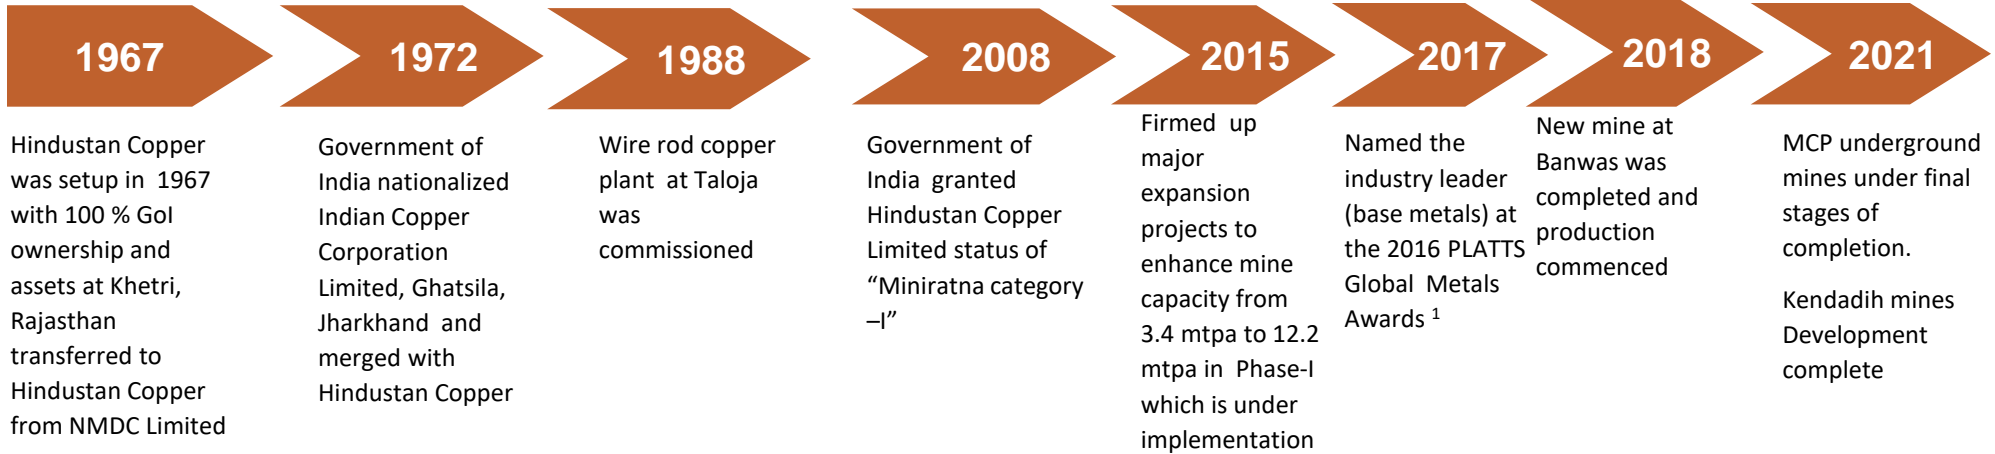 1967
Hindustan Copper
was setup in 1967
with 100 % GoI
ownership and
assets at Khetri,
Rajasthan
transferred to
Hindustan Copper
from NMDC Limited
1972
Government of
India nationalized
Indian Copper
Corporation
Limited, Ghatsila,
Jharkhand and
merged with
Hindustan Copper
1988
Wire rod copper
plant at Taloja
was
commissioned
2008
Government of
India granted
Hindustan Copper
Limited status of
“Miniratna category
–I”
2015
Firmed up
major
expansion
projects to
enhance mine
capacity from
3.4 mtpa to 12.2
mtpa in Phase-I
which is under
implementation
2017
Named the
industry leader
(base metals) at
the 2016 PLATTS
Global Metals
Awards 1
2018
New mine at
Banwas was
completed and
production
commenced
2021
MCP underground
mines under final
stages of
completion.
Kendadih mines
Development
complete